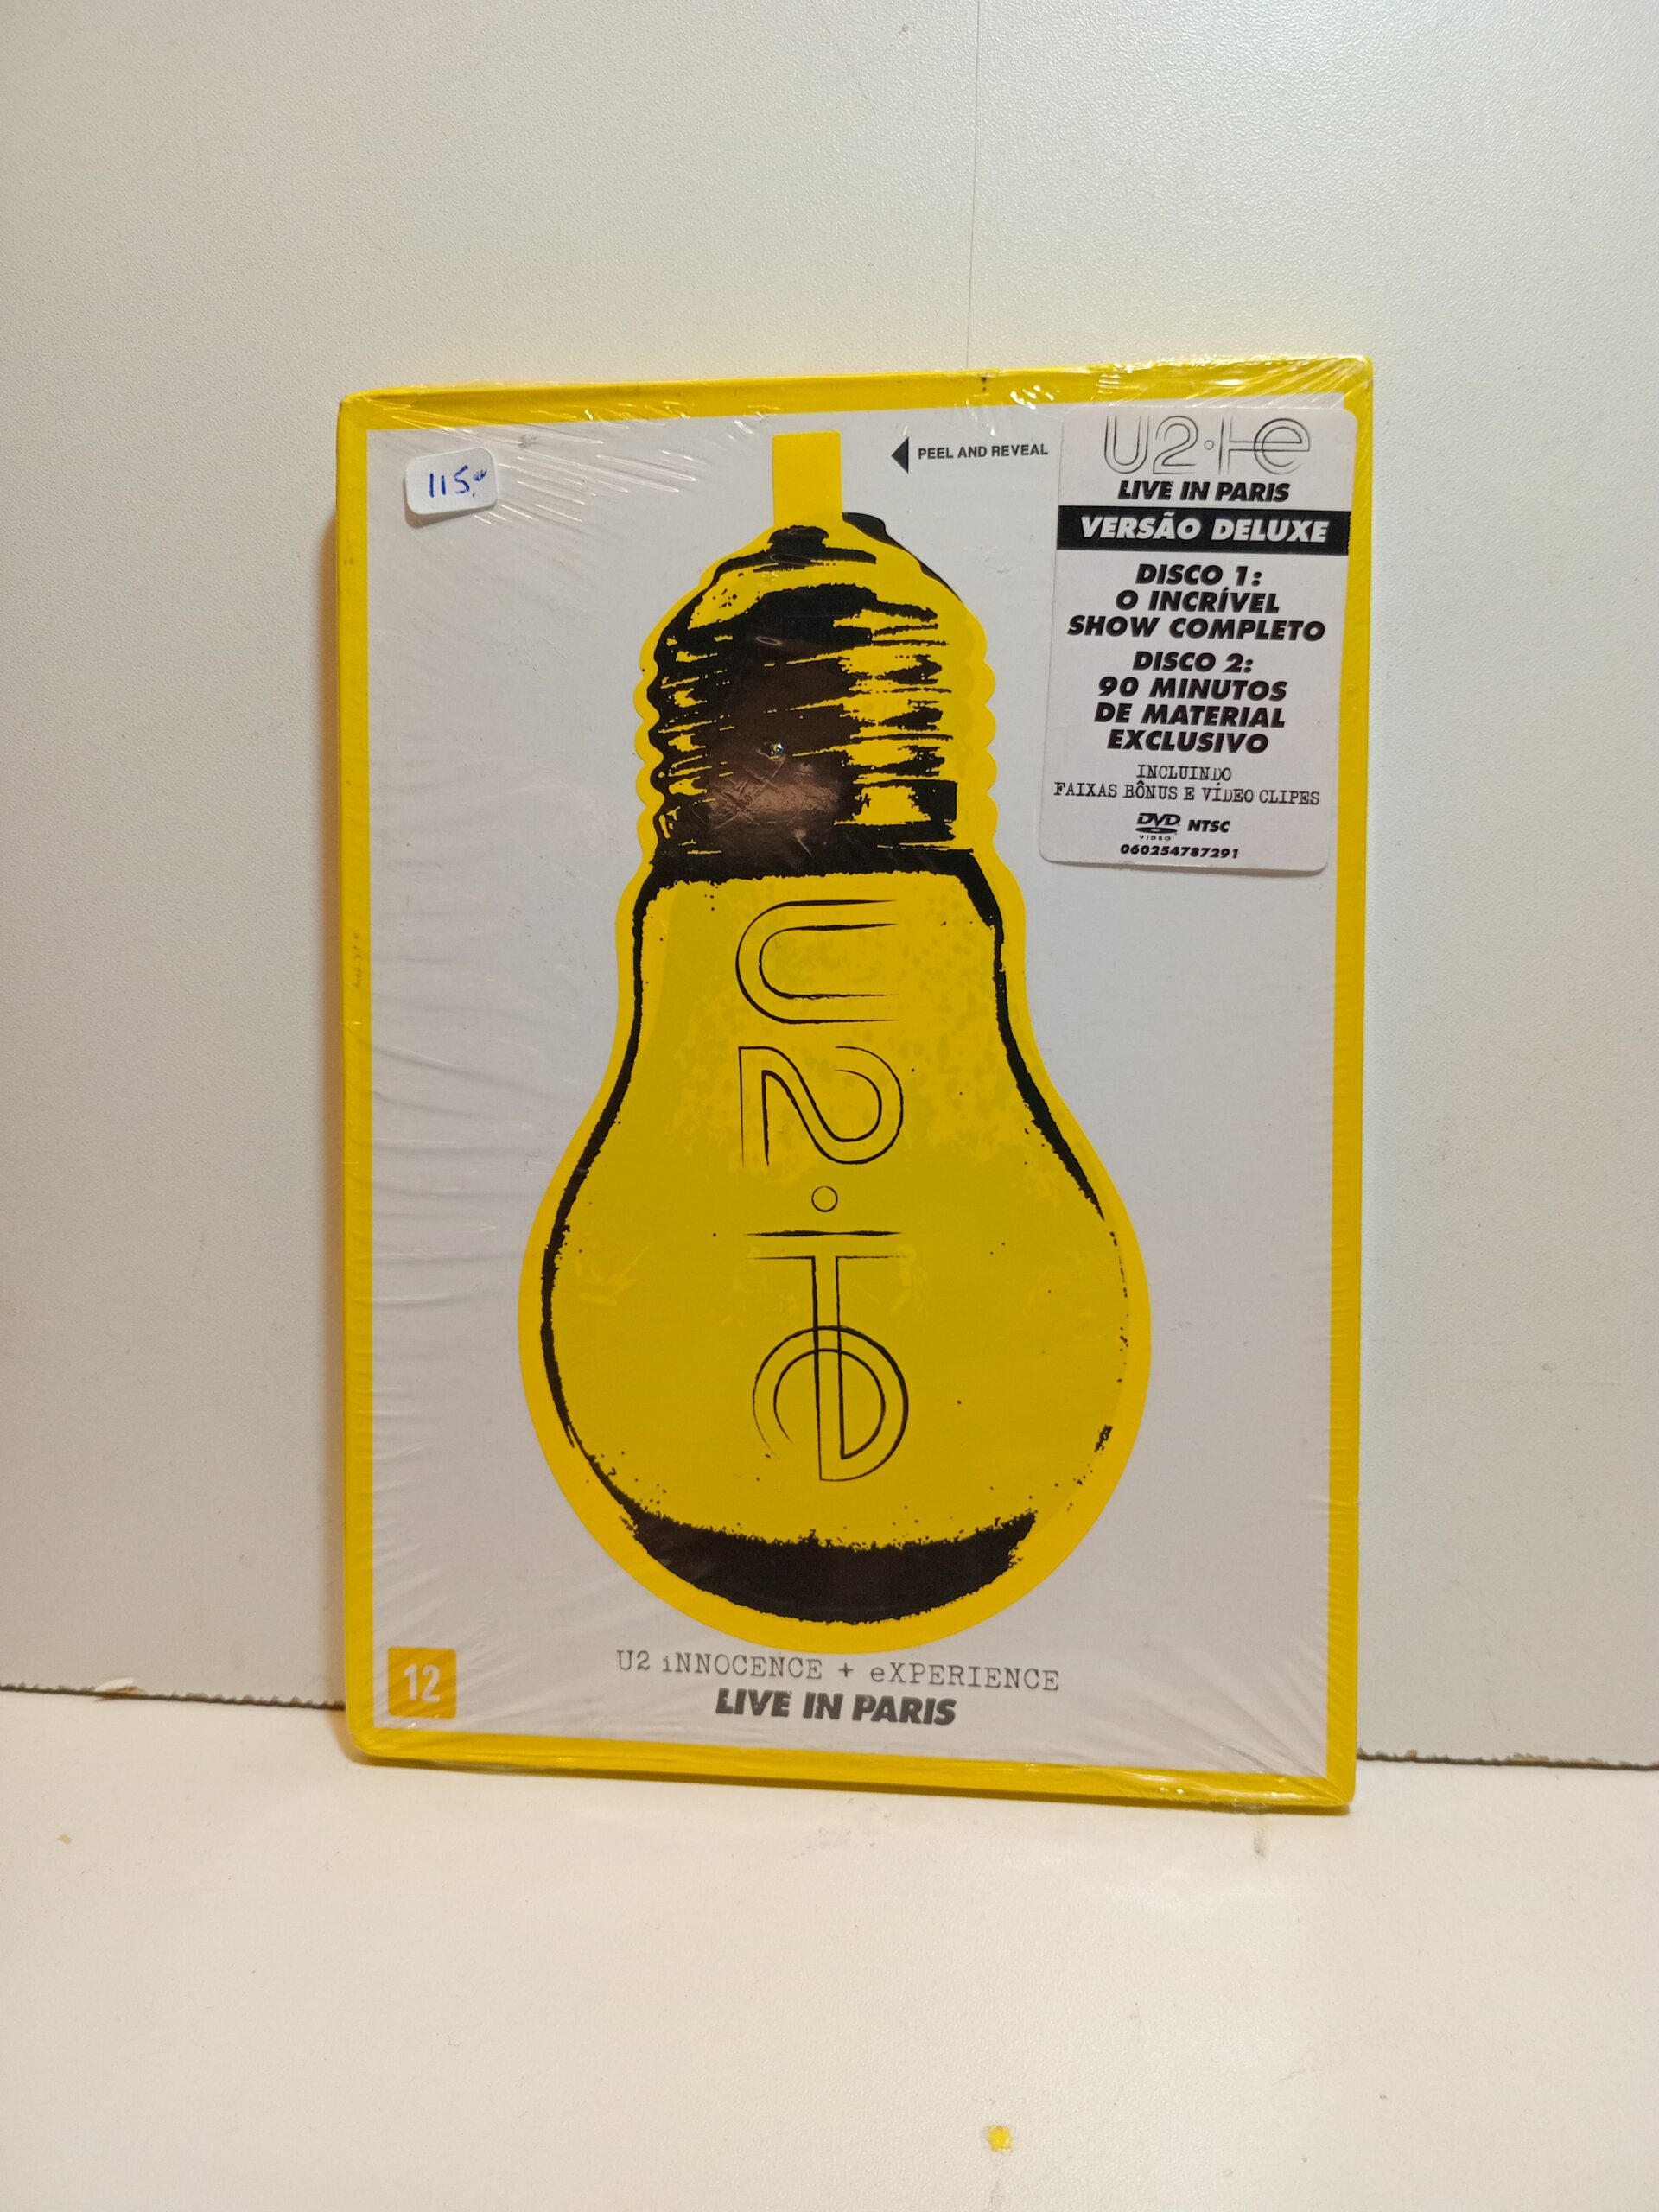 115,00
PEEL AND REVEAL
U2·ie
LIVE IN PARIS
VERSÃO DELUXE
DISCO 1:
O INCRÍVEL
SHOW COMPLETO
DISCO 2:
90 MINUTOS
DE MATERIAL
EXCLUSIVO
INCLUINDO
FAIXAS BÔNUS E VÍDEO CLIPES
DVD VIDEO NTSC
060254787291
U2·ie
12
U2 iNNOCENCE + eXPERIENCE
LIVE IN PARIS